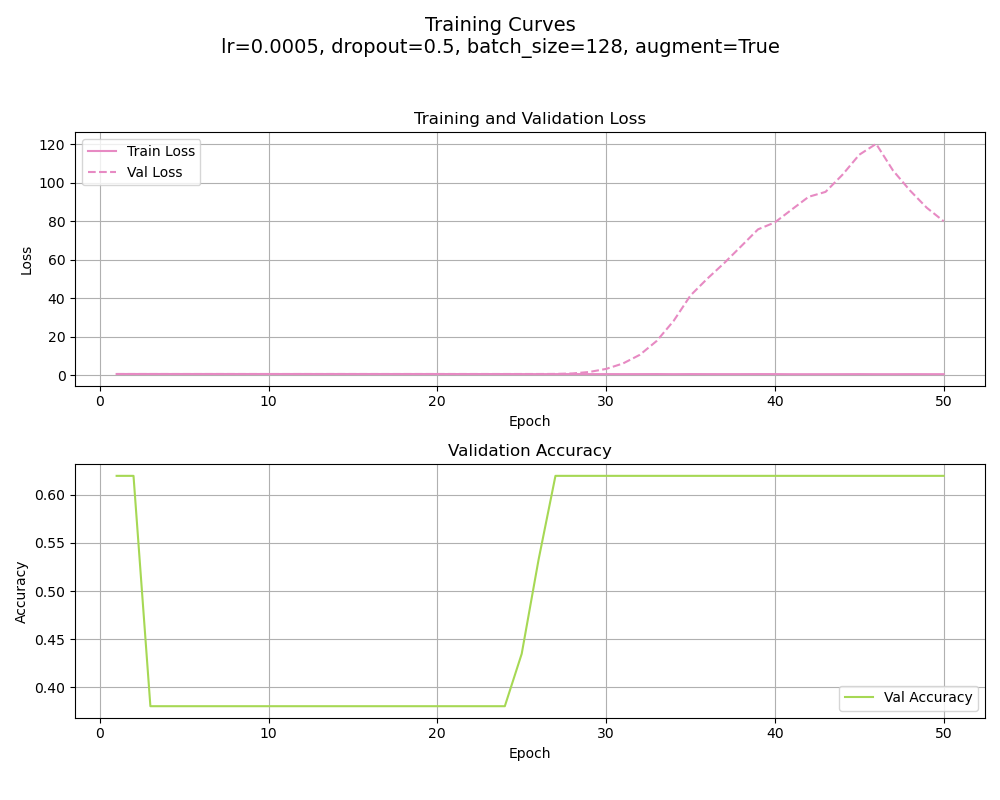 Training Curves
lr=0.0005, dropout=0.5, batch_size=128, augment=True
Training and Validation Loss
Train Loss
Val Loss
120
100
80
60
40
20
0
Loss
0 10 20 30 40 50
Epoch
Validation Accuracy
0.60
0.55
0.50
0.45
0.40
Accuracy
Val Accuracy
0 10 20 30 40 50
Epoch